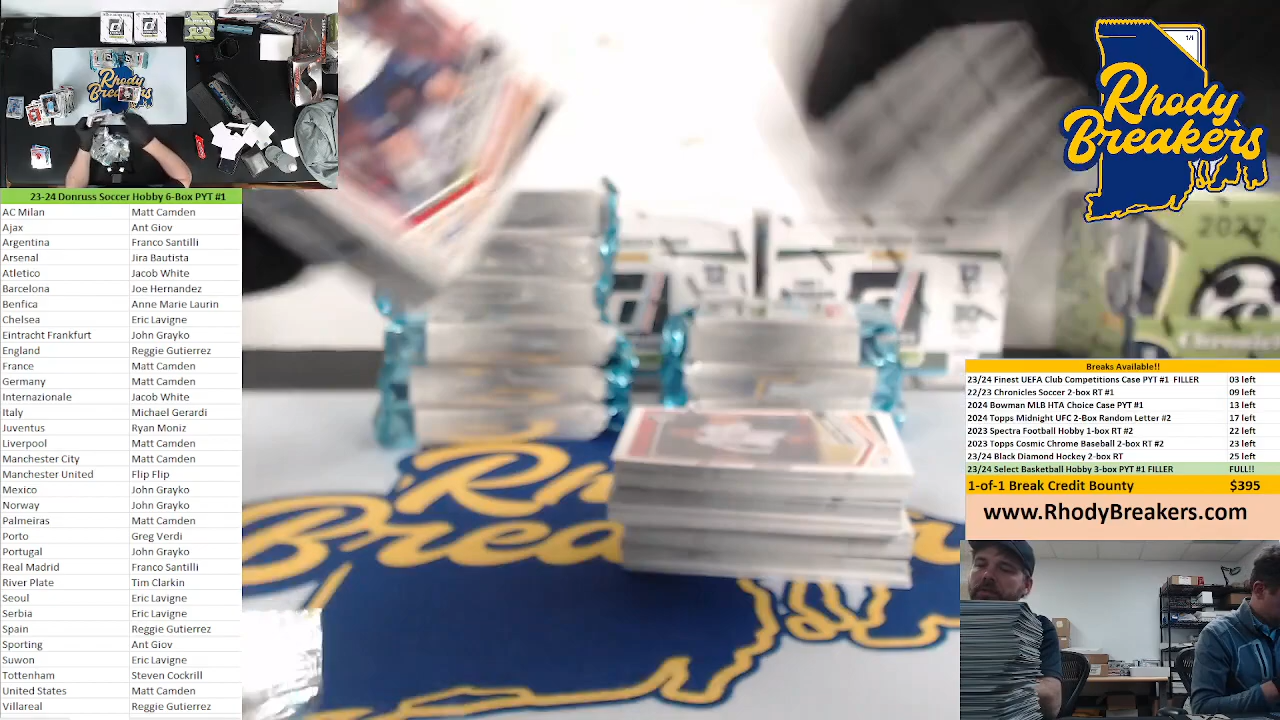 23-24 Donruss Soccer Hobby 6-Box PYT #1
AC Milan Matt Camden
Ajax Ant Giov
Argentina Franco Santilli
Arsenal Jira Bautista
Atletico Jacob White
Barcelona Joe Hernandez
Benfica Anne Marie Laurin
Chelsea Eric Lavigne
Eintracht Frankfurt John Grayko
England Reggie Gutierrez
France Matt Camden
Germany Matt Camden
Internazionale Jacob White
Italy Michael Gerardi
Juventus Ryan Moniz
Liverpool Matt Camden
Manchester City Matt Camden
Manchester United Flip Flip
Mexico John Grayko
Norway John Grayko
Palmeiras Matt Camden
Porto Greg Verdi
Portugal John Grayko
Real Madrid Franco Santilli
River Plate Tim Clarkin
Seoul Eric Lavigne
Serbia Eric Lavigne
Spain Reggie Gutierrez
Sporting Ant Giov
Suwon Eric Lavigne
Tottenham Steven Cockrill
United States Matt Camden
Villareal Reggie Gutierrez
Rhody
Breakers
Rhody
Brea
1/1
Rhody
Breakers
2022-
Chronicles
Breaks Available!!
23/24 Finest UEFA Club Competitions Case PYT #1 FILLER 03 left
22/23 Chronicles Soccer 2-box RT #1 09 left
2024 Bowman MLB HTA Choice Case PYT #1 13 left
2024 Topps Midnight UFC 2-Box Random Letter #2 17 left
2023 Spectra Football Hobby 1-box RT #2 22 left
2023 Topps Cosmic Chrome Baseball 2-box RT #2 23 left
23/24 Black Diamond Hockey 2-box RT 25 left
23/24 Select Basketball Hobby 3-box PYT #1 FILLER FULL!!
1-of-1 Break Credit Bounty $395
www.RhodyBreakers.com